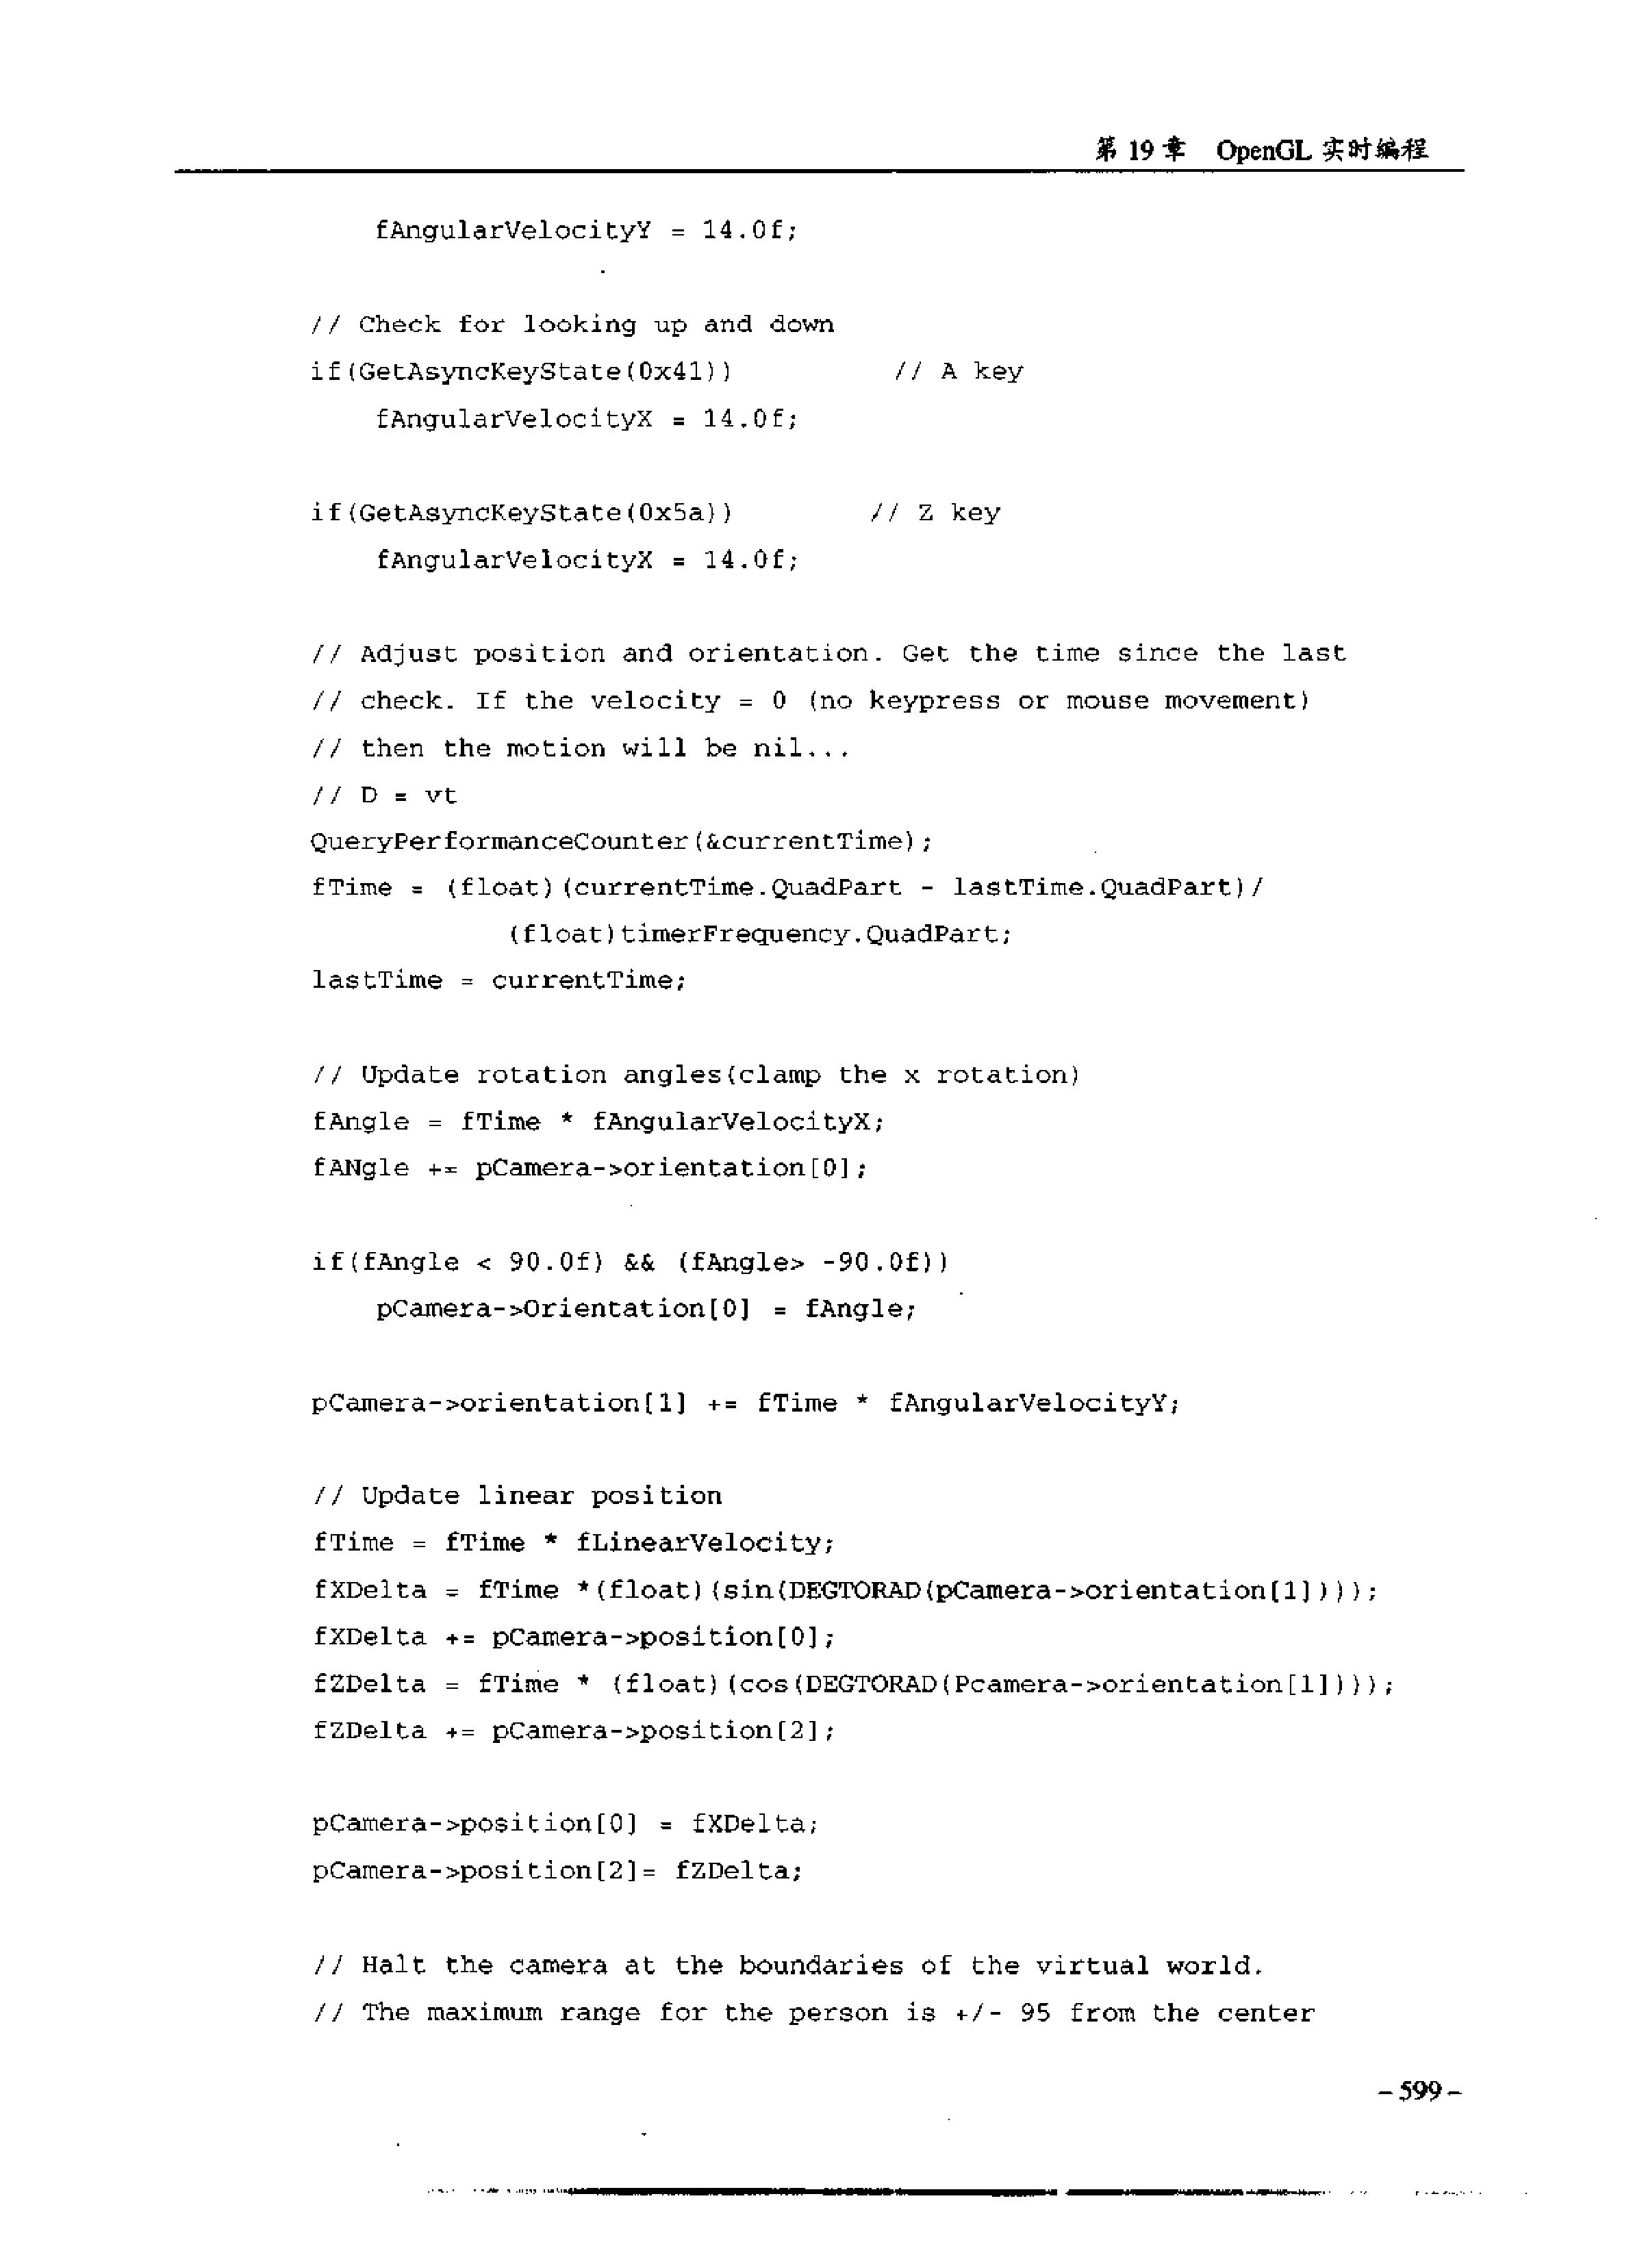 第 19 章 OpenGL 实时编程
fAngularVelocityY = 14.0f;
// Check for looking up and down
if(GetAsyncKeyState(0x41)) // A key
fAngularVelocityX = 14.0f;
if(GetAsyncKeyState(0x5a)) // Z key
fAngularVelocityX = 14.0f;
// Adjust position and orientation. Get the time since the last
// check. If the velocity = 0 (no keypress or mouse movement)
// then the motion will be nil...
// D = vt
QueryPerformanceCounter(&currentTime);
fTime = (float)(currentTime.QuadPart - lastTime.QuadPart)/
(float)timerFrequency.QuadPart;
lastTime = currentTime;
// Update rotation angles(clamp the x rotation)
fAngle = fTime * fAngularVelocityX;
fANgle += pCamera->orientation[0];
if(fAngle < 90.0f) && (fAngle> -90.0f))
pCamera->Orientation[0] = fAngle;
pCamera->orientation[1] += fTime * fAngularVelocityY;
// Update linear position
fTime = fTime * fLinearVelocity;
fXDelta = fTime *(float)(sin(DEGTORAD(pCamera->orientation[1])));
fXDelta += pCamera->position[0];
fZDelta = fTime * (float)(cos(DEGTORAD(Pcamera->orientation[1])));
fZDelta += pCamera->position[2];
pCamera->position[0] = fXDelta;
pCamera->position[2]= fZDelta;
// Halt the camera at the boundaries of the virtual world.
// The maximum range for the person is +/- 95 from the center
- 599 -